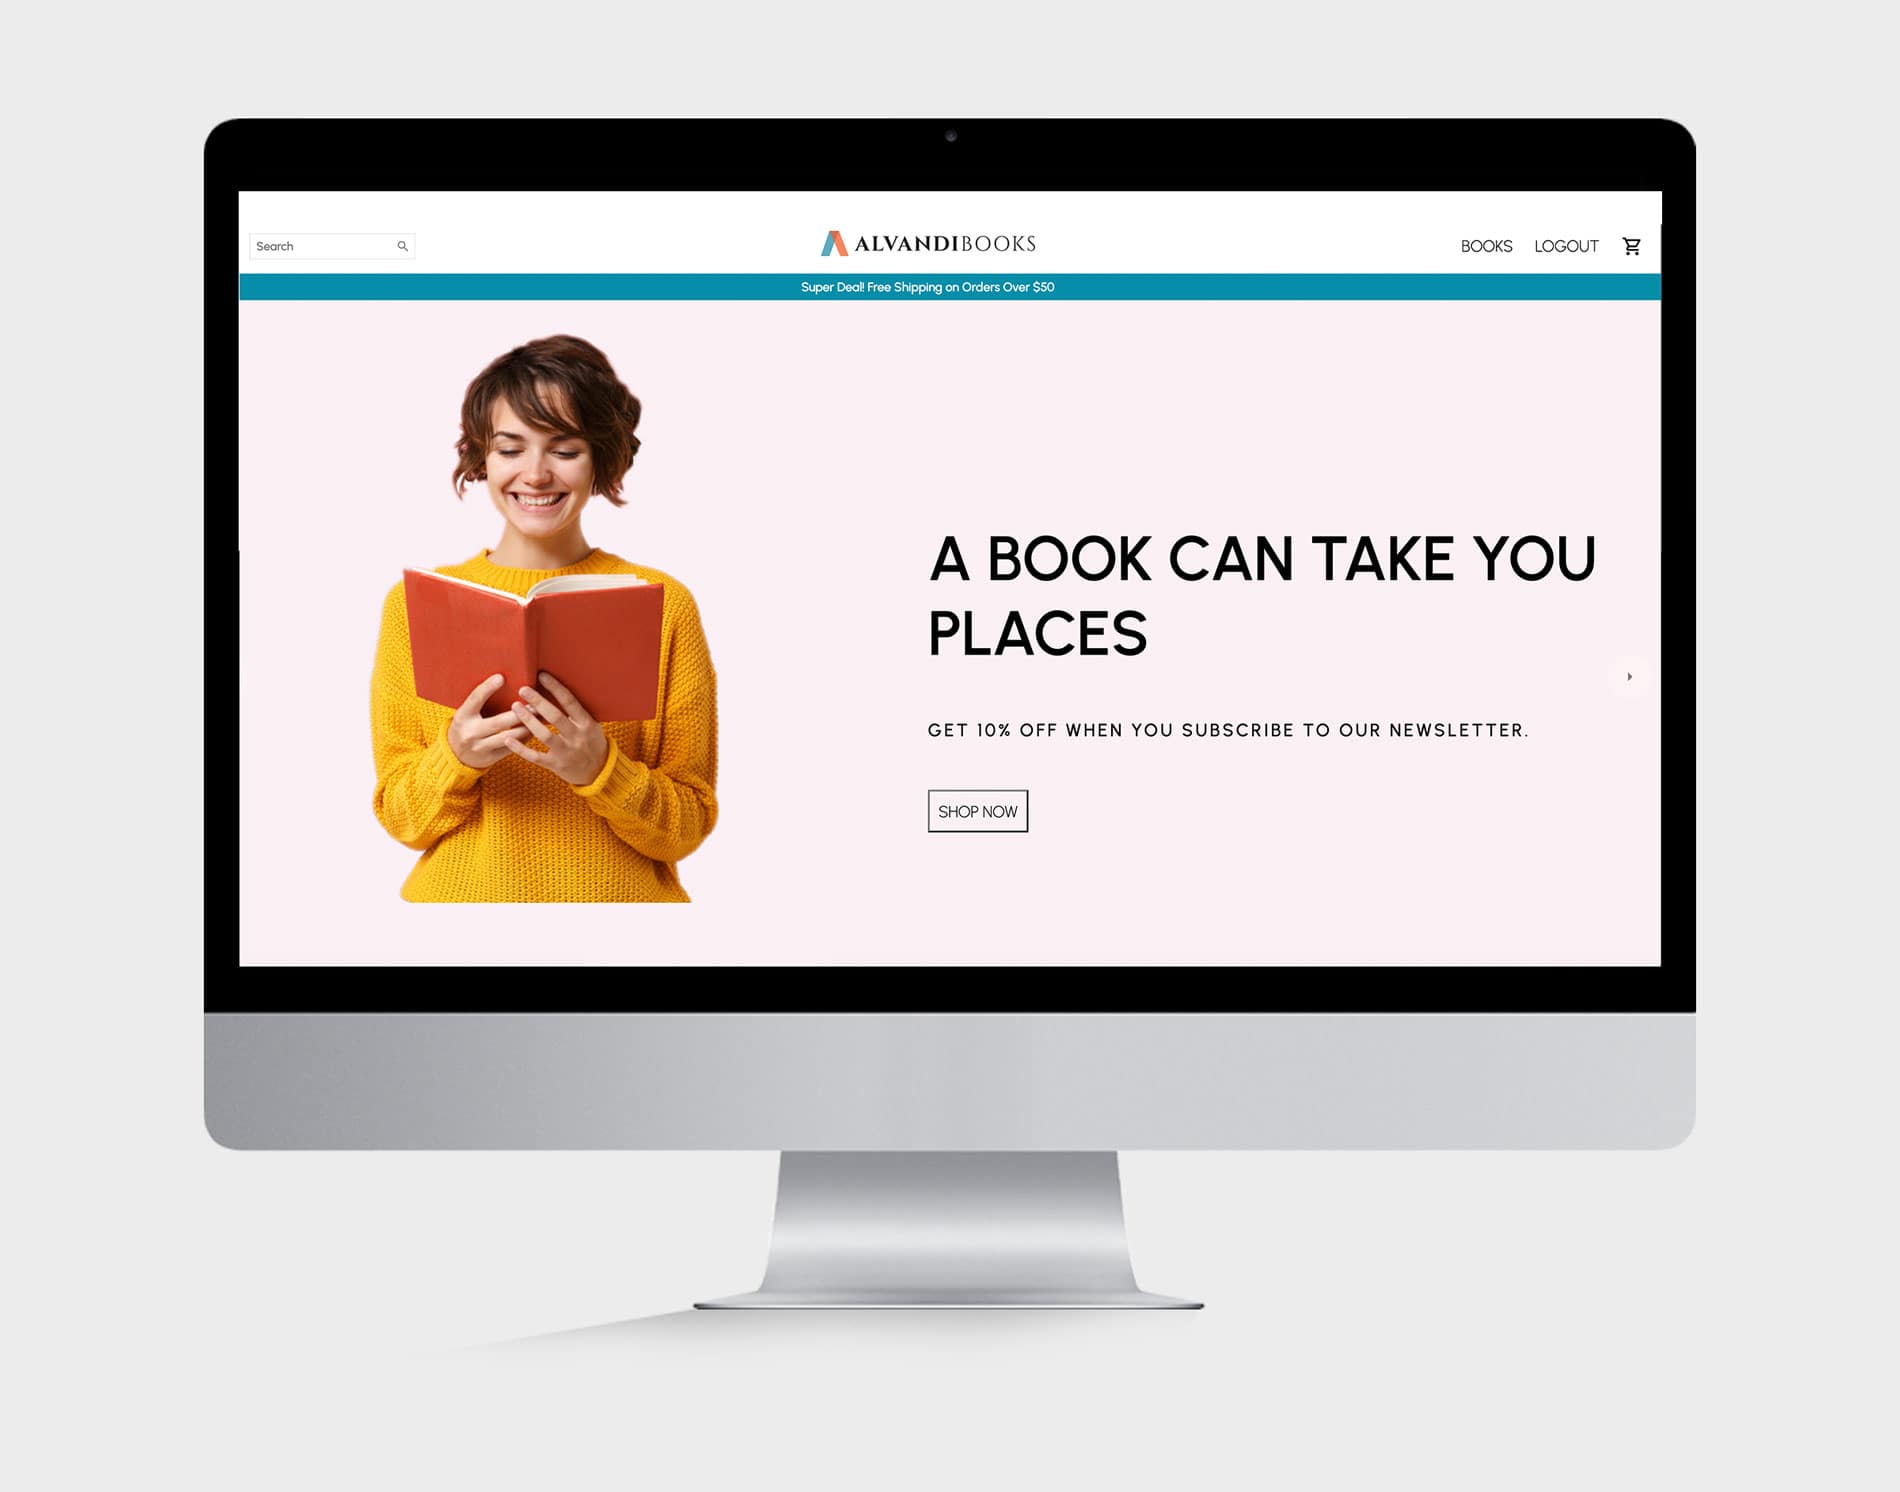 Search
ALVANDIBOOKS
BOOKS LOGOUT
Super Deal! Free Shipping on Orders Over $50
A BOOK CAN TAKE YOU
PLACES
GET 10% OFF WHEN YOU SUBSCRIBE TO OUR NEWSLETTER.
SHOP NOW